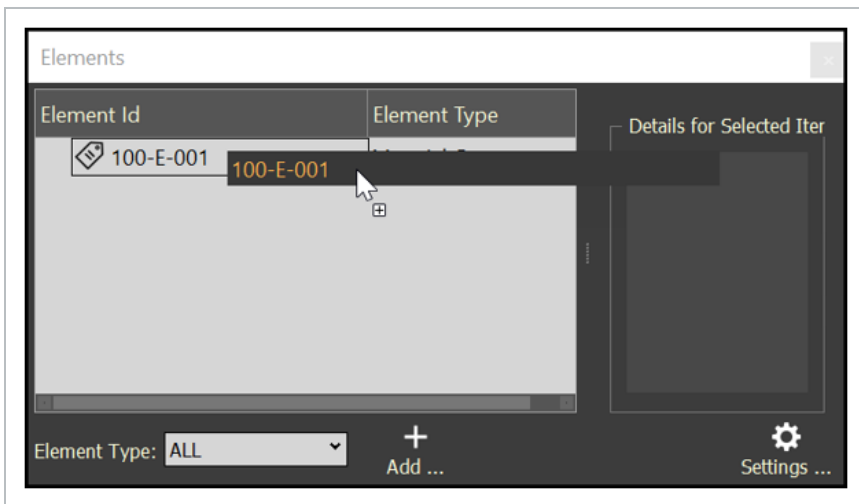 Elements
Element Id
Element Type
Details for Selected Iter
100-E-001
100-E-001
Element Type: ALL
Add ...
Settings ...